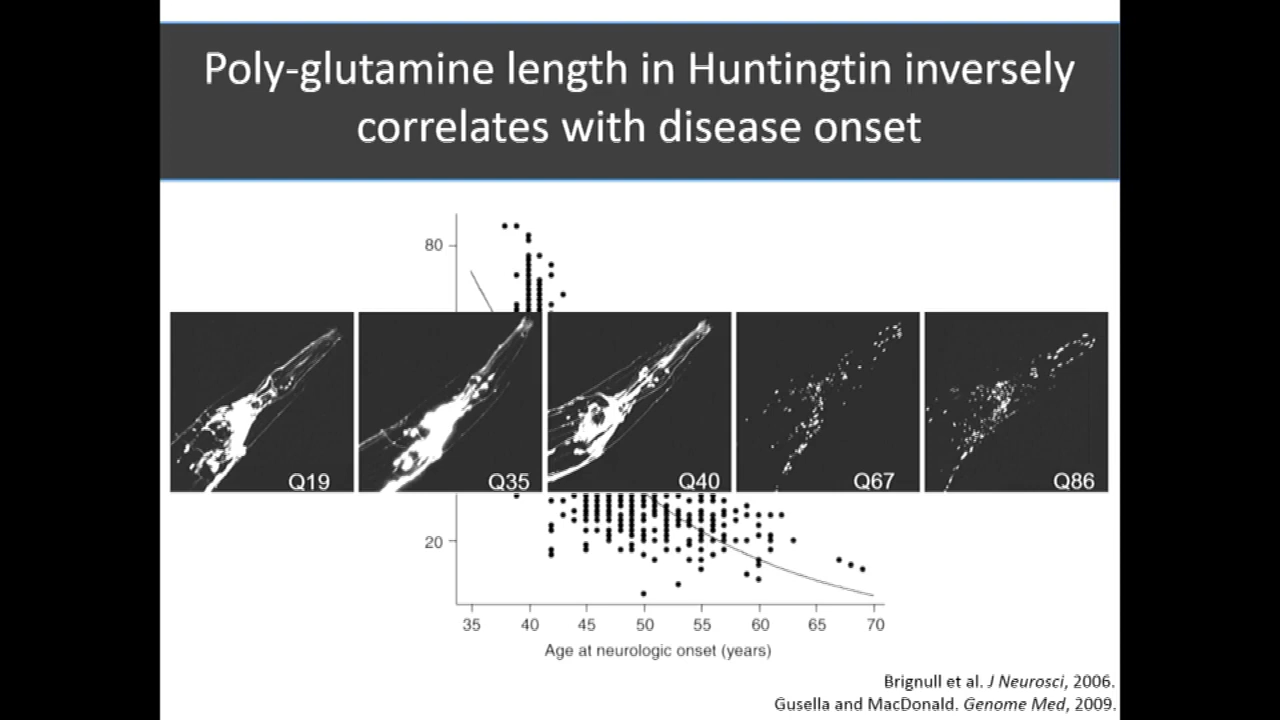 Poly-glutamine length in Huntingtin inversely
correlates with disease onset
80
Q19 Q35 Q40 Q67 Q86
20
35 40 45 50 55 60 65 70
Age at neurologic onset (years)
Brignull et al. J Neurosci, 2006.
Gusella and MacDonald. Genome Med, 2009.